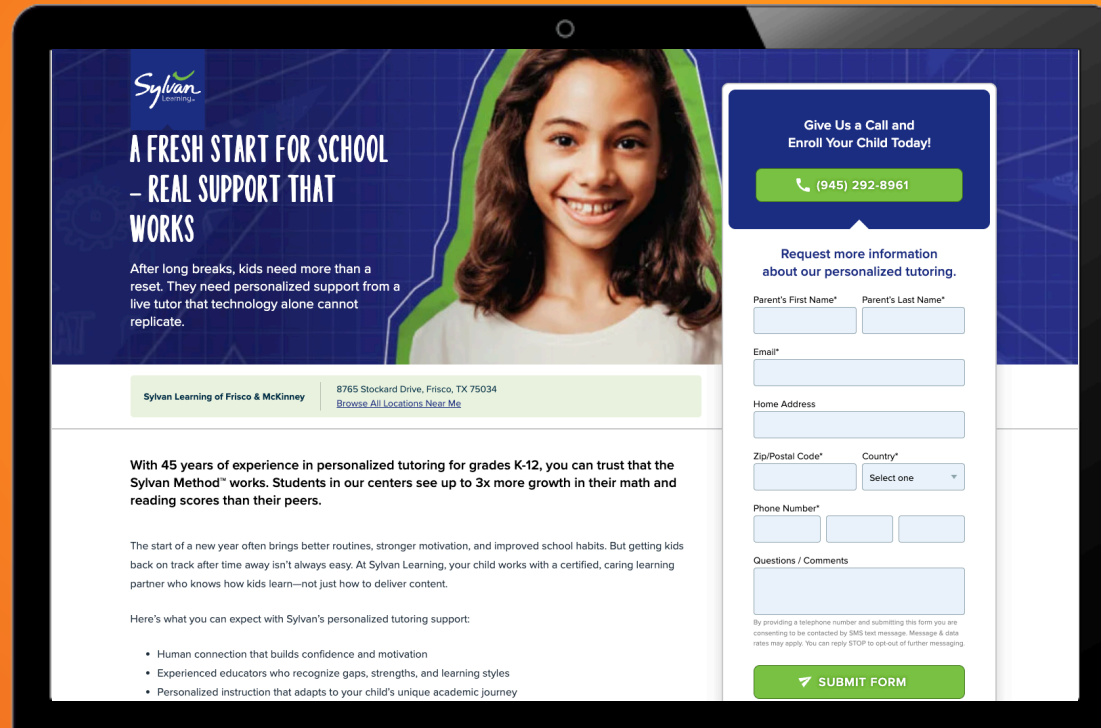 Sylvan
Learning™
A FRESH START FOR SCHOOL
– REAL SUPPORT THAT
WORKS
After long breaks, kids need more than a
reset. They need personalized support from a
live tutor that technology alone cannot
replicate.
Give Us a Call and
Enroll Your Child Today!
(945) 292-8961
Request more information
about our personalized tutoring.
Parent's First Name* Parent's Last Name*
Email*
Home Address
Zip/Postal Code* Country*
Select one
Phone Number*
Questions / Comments
By providing a telephone number and submitting this form you are
consenting to be contacted by SMS text message. Message & data
rates may apply. You can reply STOP to opt-out of further messaging.
SUBMIT FORM
Sylvan Learning of Frisco & McKinney
8765 Stockard Drive, Frisco, TX 75034
Browse All Locations Near Me
With 45 years of experience in personalized tutoring for grades K-12, you can trust that the
Sylvan Method™ works. Students in our centers see up to 3x more growth in their math and
reading scores than their peers.
The start of a new year often brings better routines, stronger motivation, and improved school habits. But getting kids
back on track after time away isn't always easy. At Sylvan Learning, your child works with a certified, caring learning
partner who knows how kids learn—not just how to deliver content.
Here's what you can expect with Sylvan's personalized tutoring support:
• Human connection that builds confidence and motivation
• Experienced educators who recognize gaps, strengths, and learning styles
• Personalized instruction that adapts to your child's unique academic journey